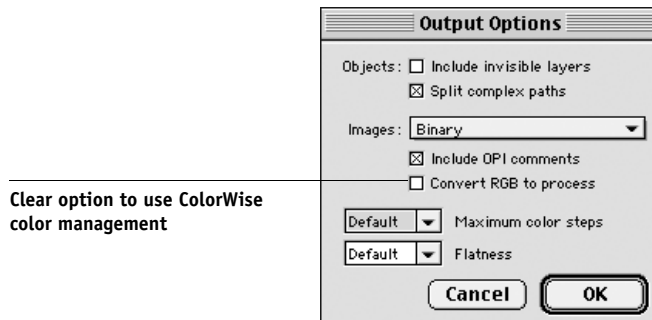 Output Options
Objects: Include invisible layers
Split complex paths
Images: Binary
Include OPI comments
Convert RGB to process
Clear option to use ColorWise
color management
Default Maximum color steps
Default Flatness
Cancel OK